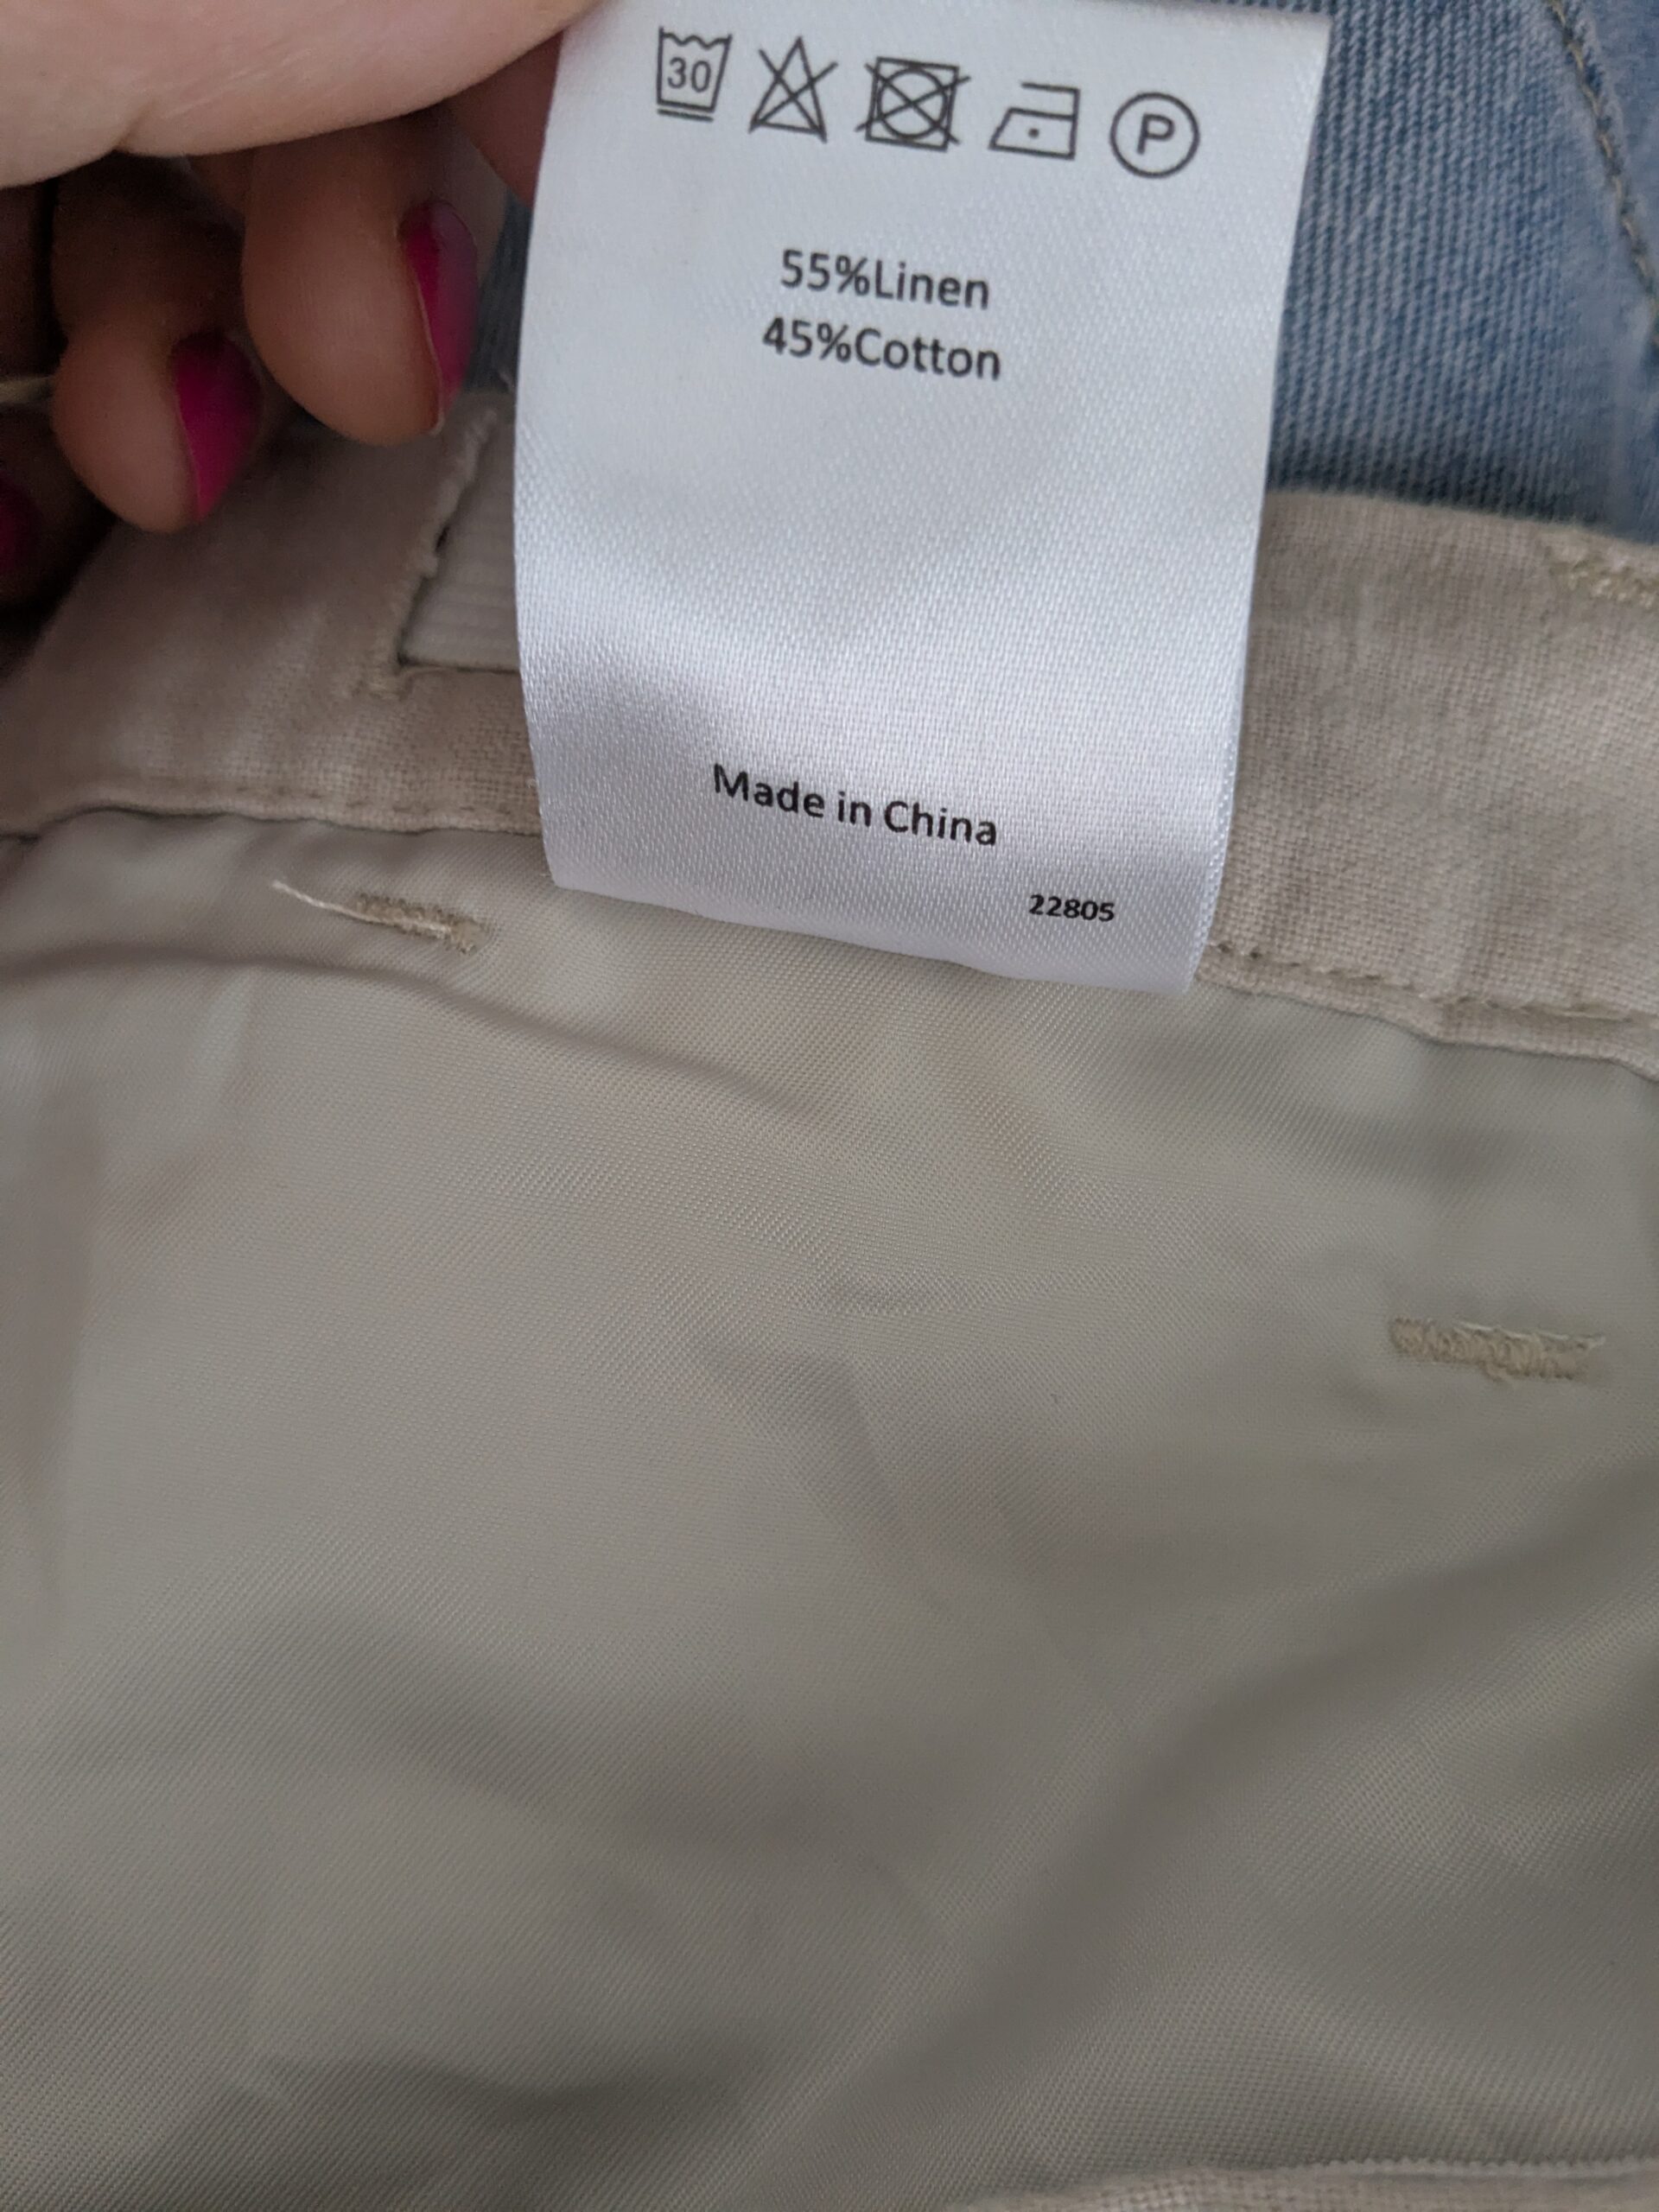 30
P
55%Linen
45%Cotton
Made in China
22805